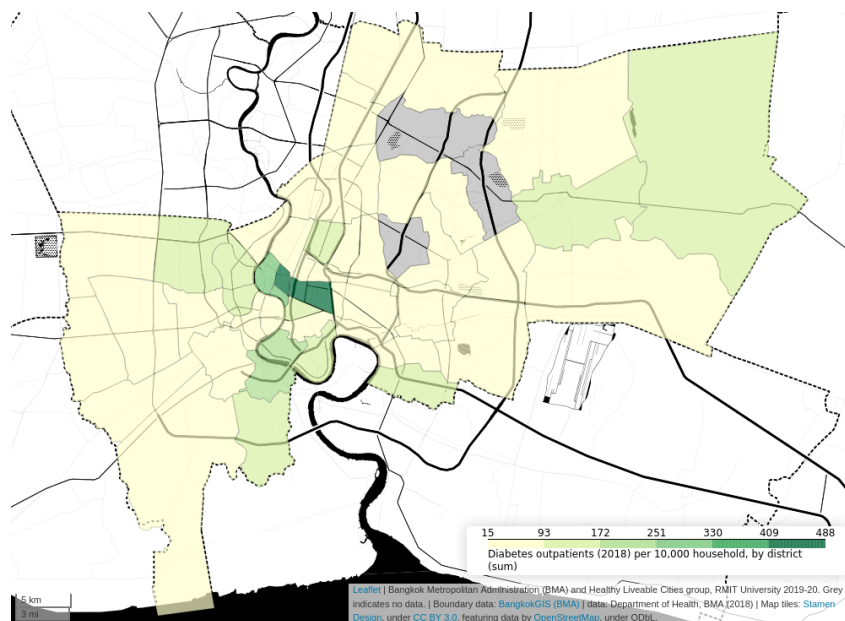 15 93 172 251 330 409 488
Diabetes outpatients (2018) per 10,000 household, by district
(sum)
5 km
3 mi
Leaflet | Bangkok Metropolitan Administration (BMA) and Healthy Liveable Cities group, RMIT University 2019-20. Grey
indicates no data. | Boundary data: BangkokGIS (BMA) | data: Department of Health, BMA (2018) | Map tiles: Stamen
Design, under CC BY 3.0, featuring data by OpenStreetMap, under ODbL.